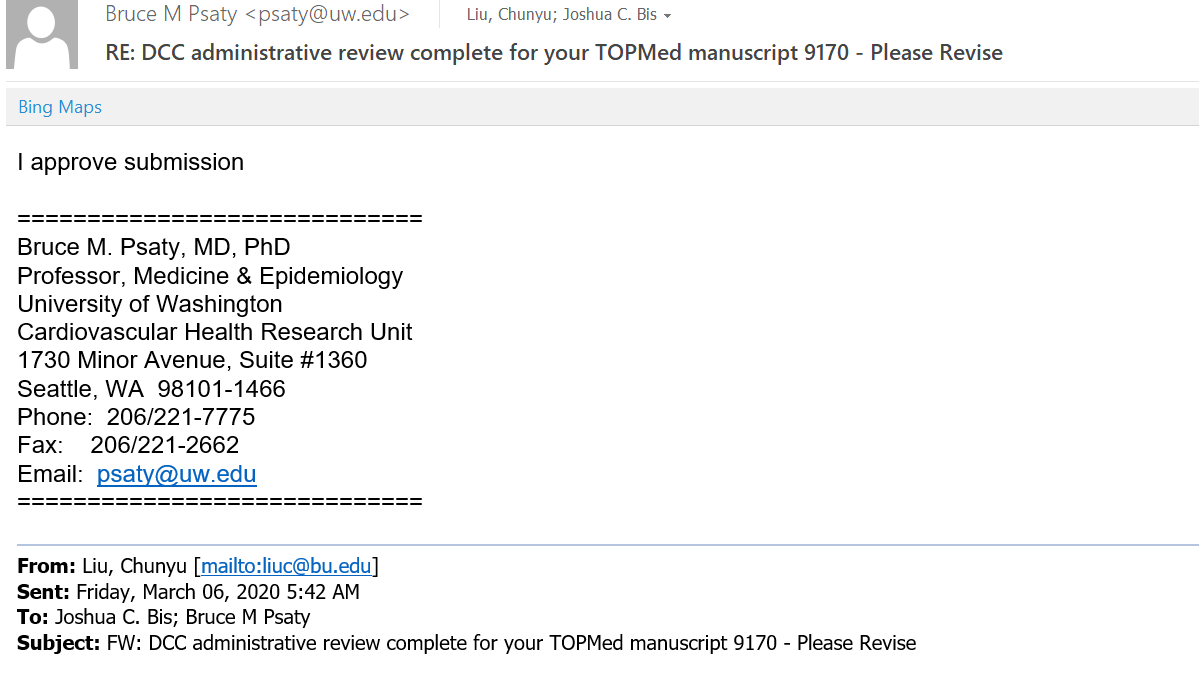 Bruce M Psaty <psaty@uw.edu> Liu, Chunyu; Joshua C. Bis
RE: DCC administrative review complete for your TOPMed manuscript 9170 - Please Revise
Bing Maps
I approve submission
=============================
Bruce M. Psaty, MD, PhD
Professor, Medicine & Epidemiology
University of Washington
Cardiovascular Health Research Unit
1730 Minor Avenue, Suite #1360
Seattle, WA  98101-1466
Phone:  206/221-7775
Fax:    206/221-2662
Email:  psaty@uw.edu
=============================
From: Liu, Chunyu [mailto:liuc@bu.edu]
Sent: Friday, March 06, 2020 5:42 AM
To: Joshua C. Bis; Bruce M Psaty
Subject: FW: DCC administrative review complete for your TOPMed manuscript 9170 - Please Revise